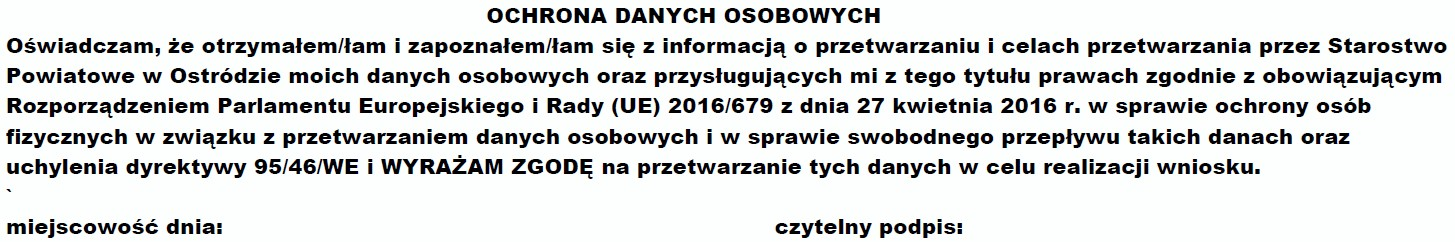 OCHRONA DANYCH OSOBOWYCH
Oświadczam, że otrzymałem/łam i zapoznałem/łam się z informacją o przetwarzaniu i celach przetwarzania przez Starostwo
Powiatowe w Ostródzie moich danych osobowych oraz przysługujących mi z tego tytułu prawach zgodnie z obowiązującym
Rozporządzeniem Parlamentu Europejskiego i Rady (UE) 2016/679 z dnia 27 kwietnia 2016 r. w sprawie ochrony osób
fizycznych w związku z przetwarzaniem danych osobowych i w sprawie swobodnego przepływu takich danach oraz
uchylenia dyrektywy 95/46/WE i WYRAŻAM ZGODĘ na przetwarzanie tych danych w celu realizacji wniosku.
`
miejscowość dnia: czytelny podpis: